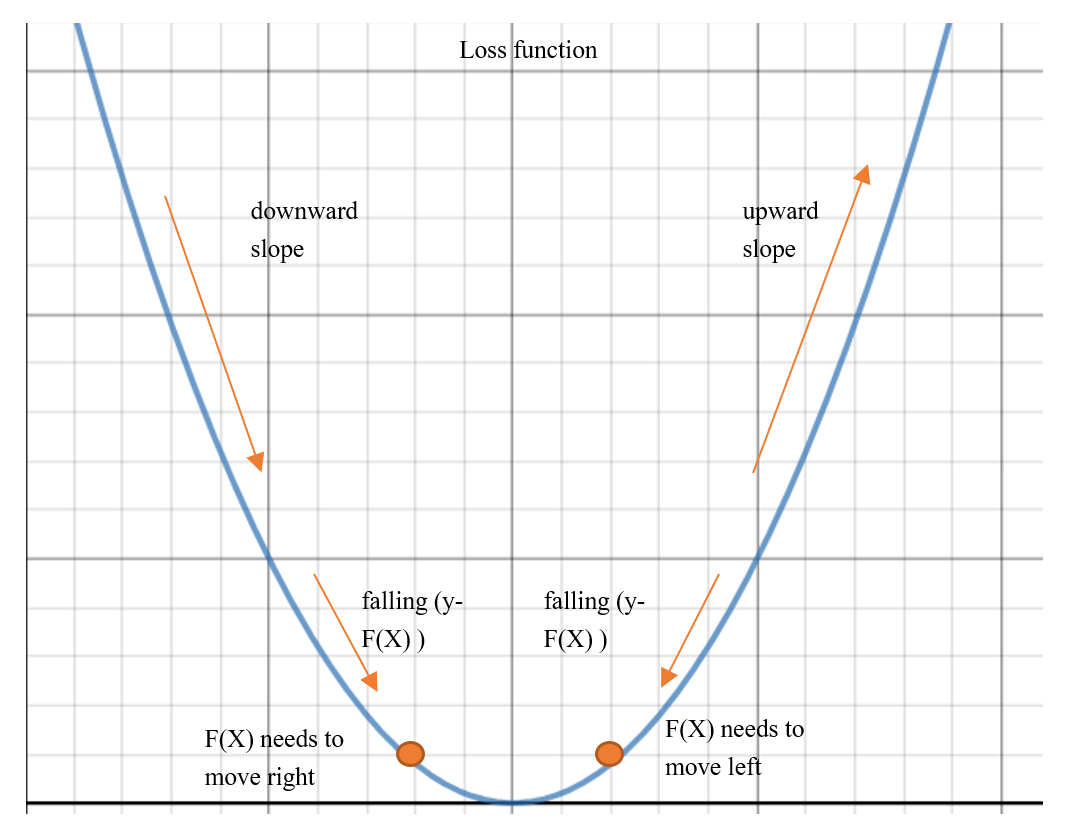 Loss function
downward
slope
upward
slope
falling (y-
F(X) )
falling (y-
F(X) )
F(X) needs to
move right
F(X) needs to
move left